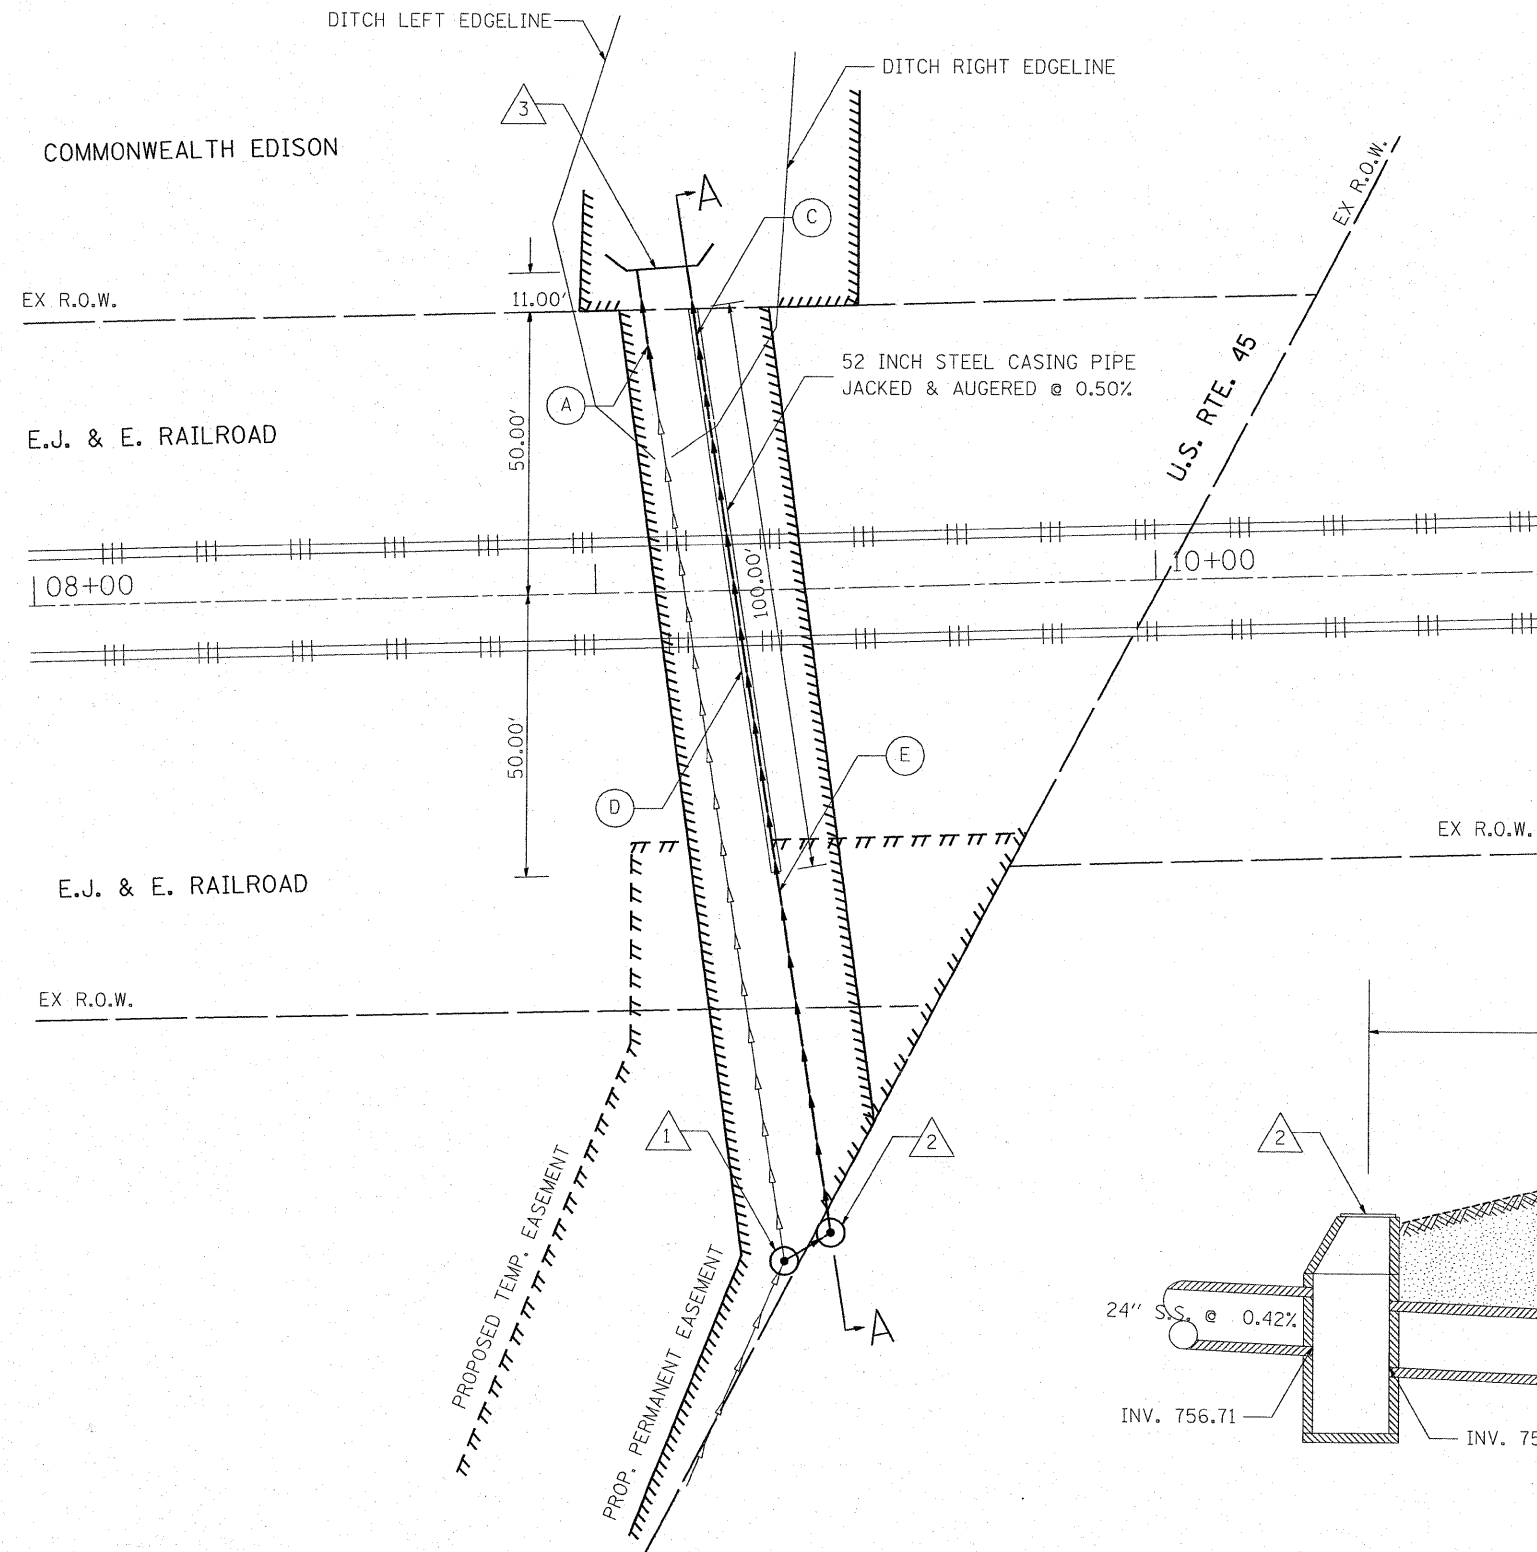 DITCH LEFT EDGELINE
DITCH RIGHT EDGELINE
3
COMMONWEALTH EDISON
A
C
EX R.O.W.
EX R.O.W.
11.00'
52 INCH STEEL CASING PIPE
JACKED & AUGERED @ 0.50%
U.S. RTE. 45
A
E.J. & E. RAILROAD
50.00'
08+00
10+00
100.00'
50.00'
E
D
EX R.O.W.
E.J. & E. RAILROAD
EX R.O.W.
1
2
2
PROPOSED TEMP. EASEMENT
PROP. PERMANENT EASEMENT
A
24" S.S. @ 0.42%
INV. 756.71
INV. 75